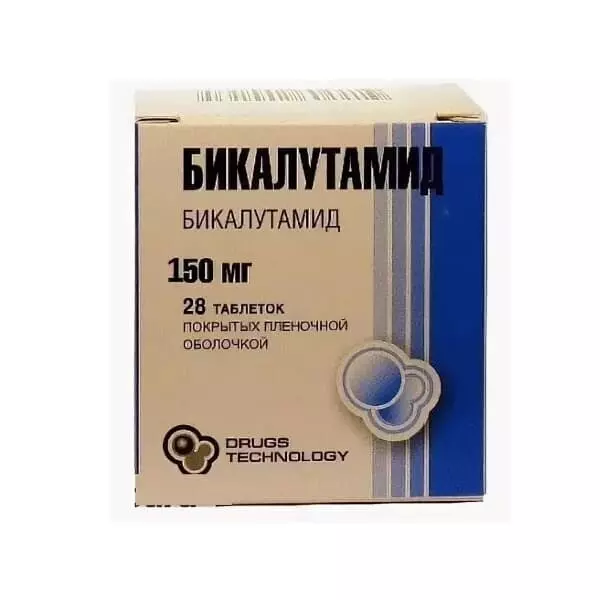 БИКАЛУТАМИД
БИКАЛУТАМИД
150 мг
28 ТАБЛЕТОК
ПОКРЫТЫХ ПЛЕНОЧНОЙ
ОБОЛОЧКОЙ
DRUGS
TECHNOLOGY